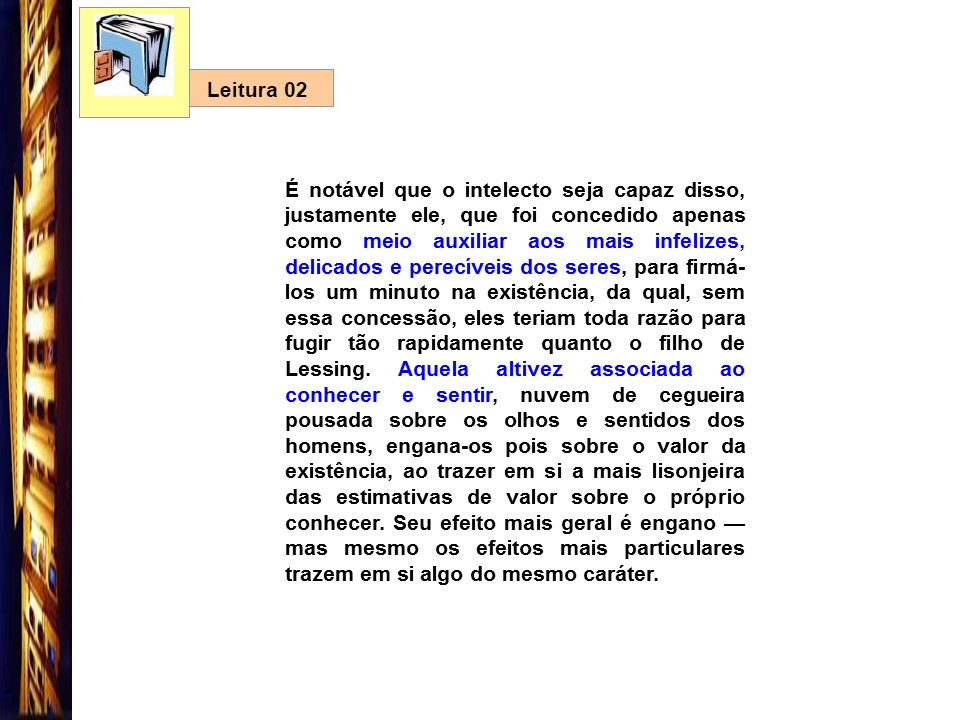 Leitura 02
É notável que o intelecto seja capaz disso,
justamente ele, que foi concedido apenas
como meio auxiliar aos mais infelizes,
delicados e perecíveis dos seres, para firmá-
los um minuto na existência, da qual, sem
essa concessão, eles teriam toda razão para
fugir tão rapidamente quanto o filho de
Lessing. Aquela altivez associada ao
conhecer e sentir, nuvem de cegueira
pousada sobre os olhos e sentidos dos
homens, engana-os pois sobre o valor da
existência, ao trazer em si a mais lisonjeira
das estimativas de valor sobre o próprio
conhecer. Seu efeito mais geral é engano —
mas mesmo os efeitos mais particulares
trazem em si algo do mesmo caráter.